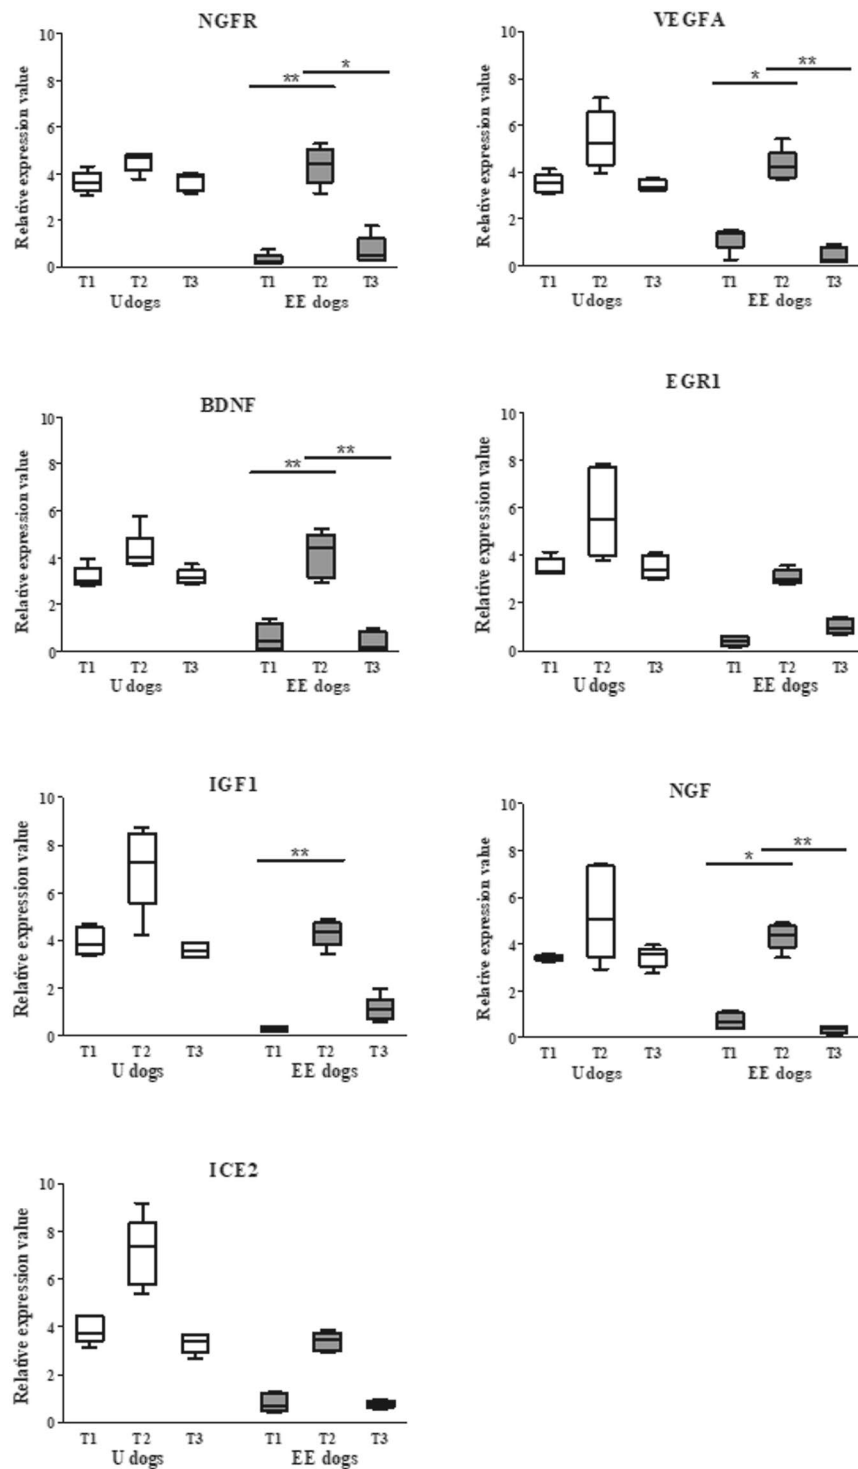 NGFR
Relative expression value
10
8
6
4
2
0
** *
T1 T2 T3 T1 T2 T3
U dogs EE dogs
VEGFA
Relative expression value
10
8
6
4
2
0
* **
T1 T2 T3 T1 T2 T3
U dogs EE dogs
BDNF
Relative expression value
10
8
6
4
2
0
** **
T1 T2 T3 T1 T2 T3
U dogs EE dogs
EGR1
Relative expression value
10
8
6
4
2
0
T1 T2 T3 T1 T2 T3
U dogs EE dogs
IGF1
Relative expression value
10
8
6
4
2
0
**
T1 T2 T3 T1 T2 T3
U dogs EE dogs
NGF
Relative expression value
10
8
6
4
2
0
* **
T1 T2 T3 T1 T2 T3
U dogs EE dogs
ICE2
Relative expression value
10
8
6
4
2
0
T1 T2 T3 T1 T2 T3
U dogs EE dogs